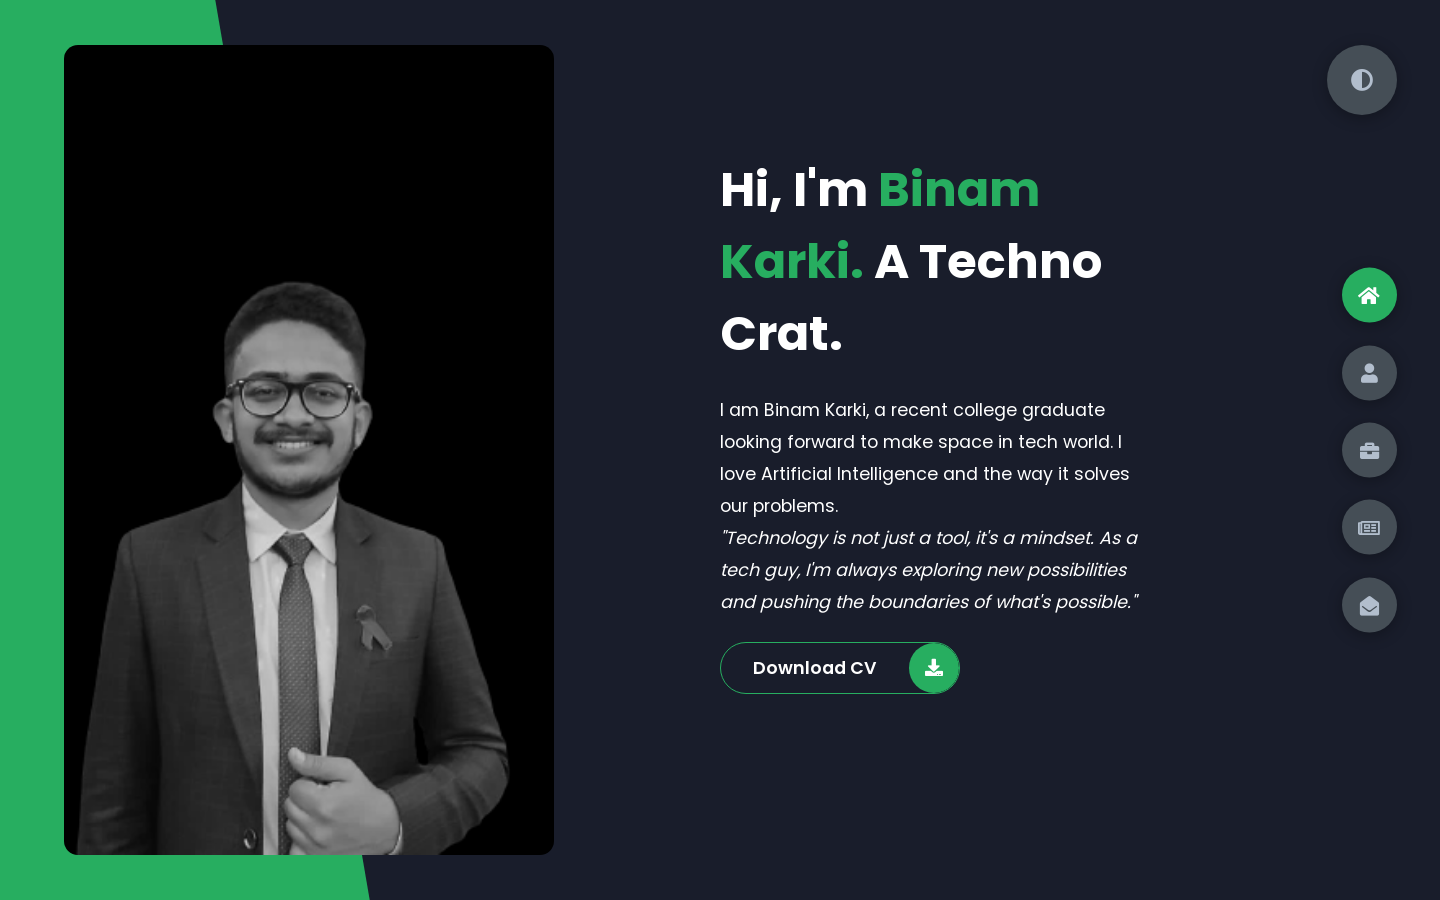 Hi, I'm Binam
Karki. A Techno
Crat.
I am Binam Karki, a recent college graduate
looking forward to make space in tech world. I
love Artificial Intelligence and the way it solves
our problems.
"Technology is not just a tool, it's a mindset. As a
tech guy, I'm always exploring new possibilities
and pushing the boundaries of what's possible."
Download CV